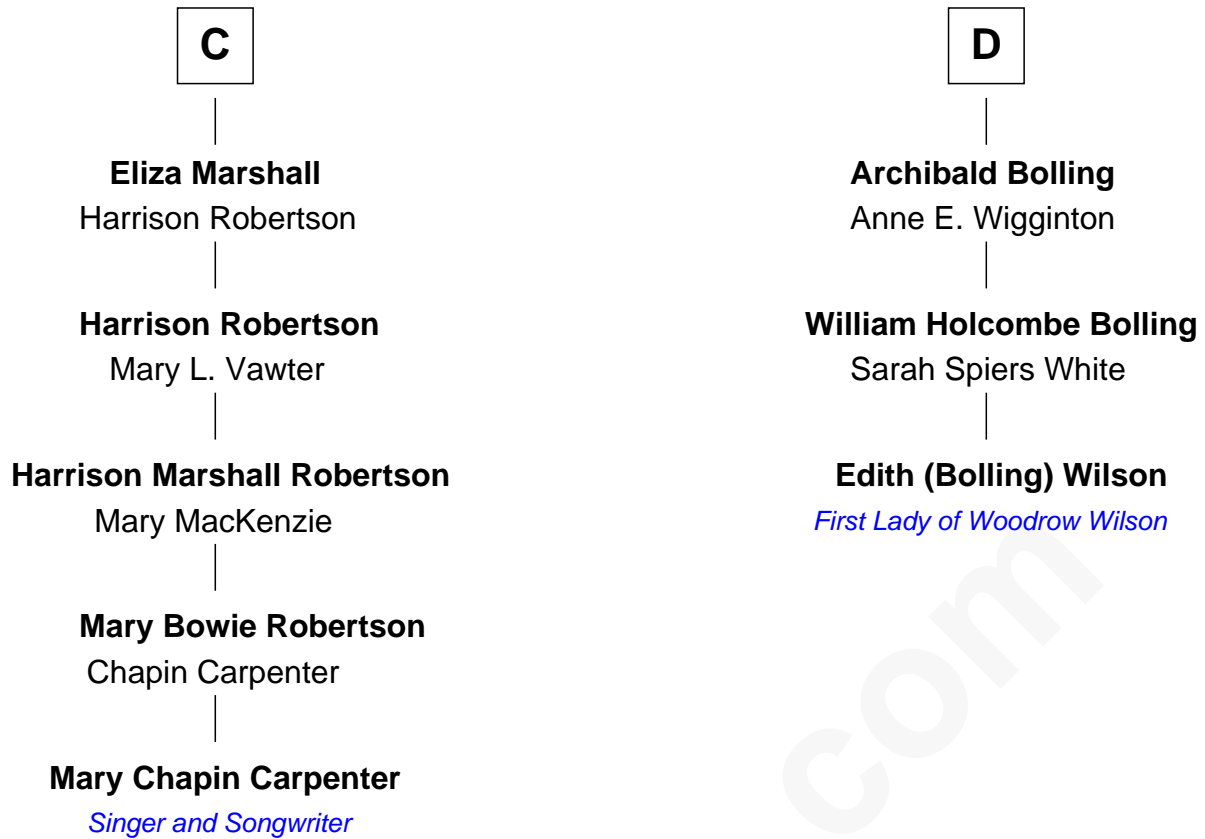 C
Eliza Marshall
Harrison Robertson
Harrison Robertson
Mary L. Vawter
Harrison Marshall Robertson
Mary MacKenzie
Mary Bowie Robertson
Chapin Carpenter
Mary Chapin Carpenter
Singer and Songwriter
D
Archibald Bolling
Anne E. Wigginton
William Holcombe Bolling
Sarah Spiers White
Edith (Bolling) Wilson
First Lady of Woodrow Wilson
com